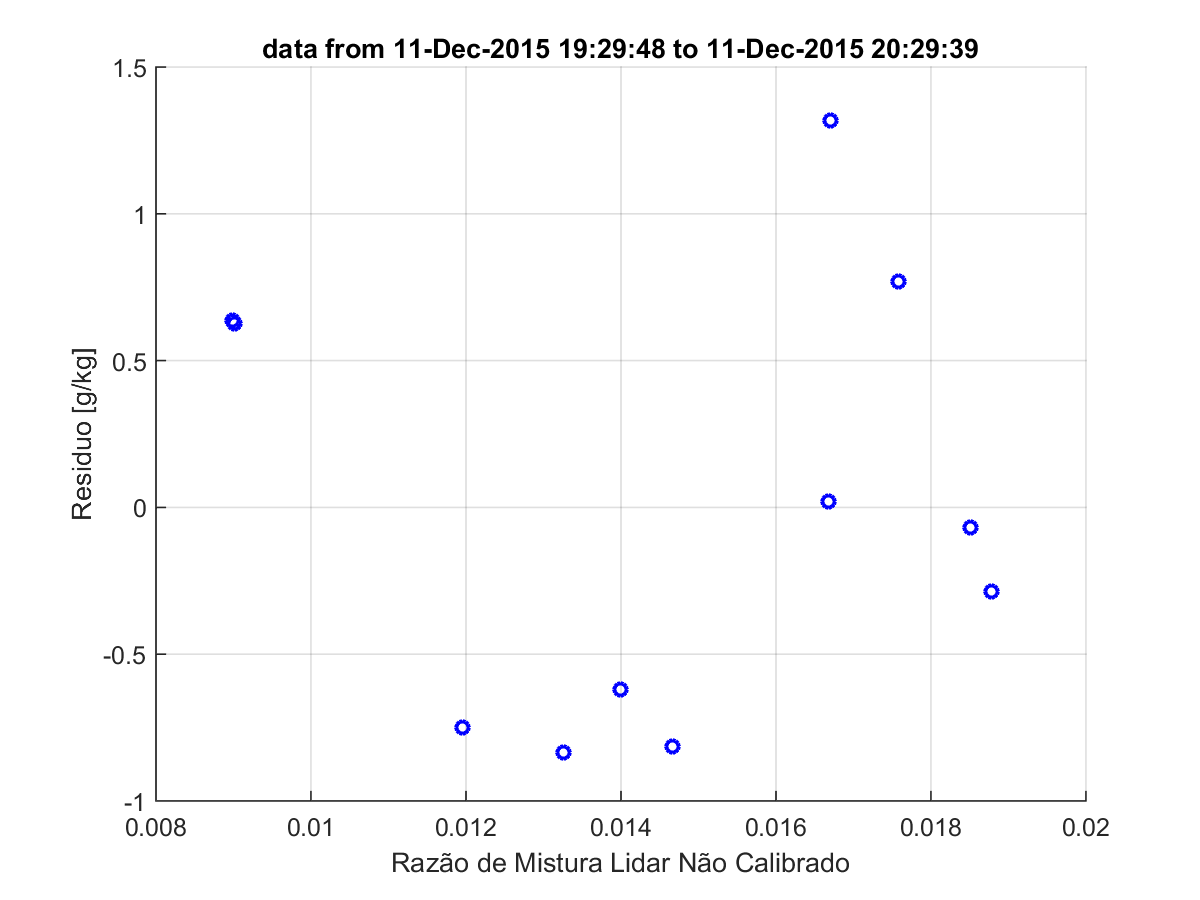 data from 11-Dec-2015 19:29:48 to 11-Dec-2015 20:29:39
1.5
1
0.5
0
-0.5
-1
Residuo [g/kg]
0.008 0.01 0.012 0.014 0.016 0.018 0.02
Razão de Mistura Lidar Não Calibrado